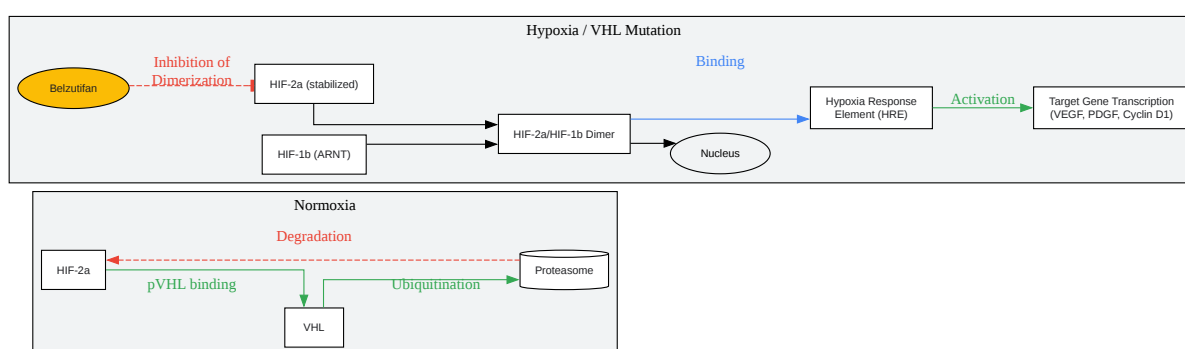 Hypoxia / VHL Mutation
Inhibition of
Dimerization
Binding
Belzutifan
HIF-2a (stabilized)
Hypoxia Response
Element (HRE)
Activation
Target Gene Transcription
(VEGF, PDGF, Cyclin D1)
HIF-1b (ARNT)
HIF-2a/HIF-1b Dimer
Nucleus
Normoxia
Degradation
HIF-2a
Proteasome
pVHL binding
Ubiquitination
VHL